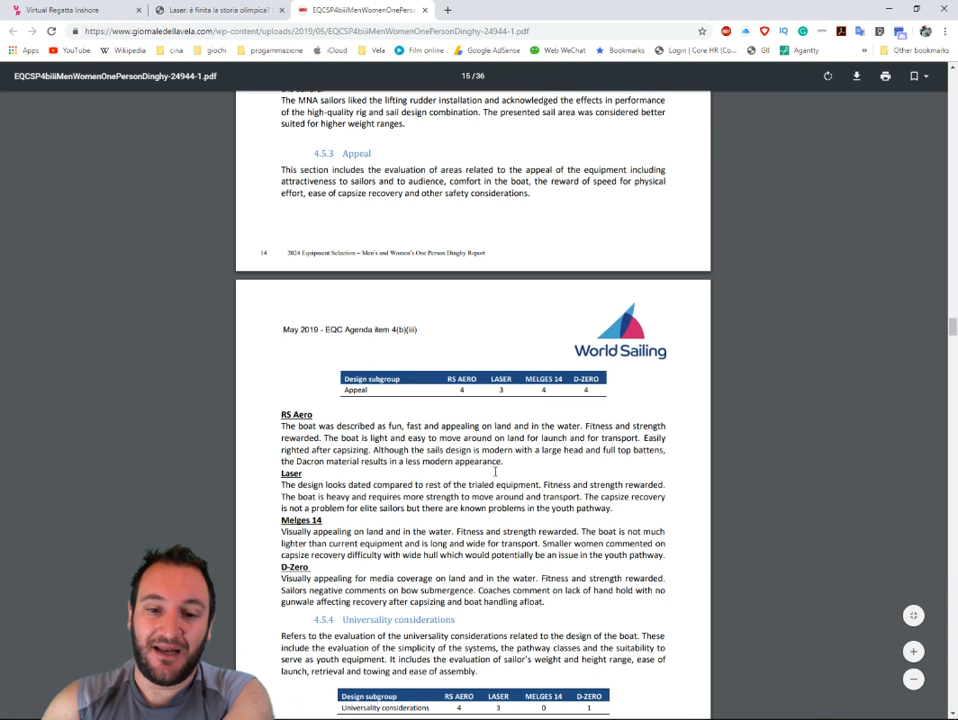 Virtual Regatta Inshore
Laser: è finita la storia olimpica?
EQCSP4biiiMenWomenOnePerson
https://www.giornaledellavela.com/wp-content/uploads/2019/05/EQCSP4biiiMenWomenOnePersonDinghy-24944-1.pdf
Apps YouTube Wikipedia cina giochi progammazione iCloud Vela Film online Google AdSense Web WeChat Bookmarks Login | Core HR (Co... GII Agantty Other bookmarks
EQCSP4biiiMenWomenOnePersonDinghy-24944-1.pdf 15 / 36
The MNA sailors liked the lifting rudder installation and acknowledged the effects in performance
of the high-quality rig and sail design combination. The presented sail area was considered better
suited for higher weight ranges.
4.5.3 Appeal
This section includes the evaluation of areas related to the appeal of the equipment including
attractiveness to sailors and to audience, comfort in the boat, the reward of speed for physical
effort, ease of capsize recovery and other safety considerations.
14 2024 Equipment Selection – Men's and Women's One Person Dinghy Report
May 2019 - EQC Agenda item 4(b)(iii)
World Sailing
Design subgroup RS AERO LASER MELGES 14 D-ZERO
Appeal 4 3 4 4
RS Aero
The boat was described as fun, fast and appealing on land and in the water. Fitness and strength
rewarded. The boat is light and easy to move around on land for launch and for transport. Easily
righted after capsizing. Although the sails design is modern with a large head and full top battens,
the Dacron material results in a less modern appearance.
Laser
The design looks dated compared to rest of the trialed equipment. Fitness and strength rewarded.
The boat is heavy and requires more strength to move around and transport. The capsize recovery
is not a problem for elite sailors but there are known problems in the youth pathway.
Melges 14
Visually appealing on land and in the water. Fitness and strength rewarded. The boat is not much
lighter than current equipment and is long and wide for transport. Smaller women commented on
capsize recovery difficulty with wide hull which would potentially be an issue in the youth pathway.
D-Zero
Visually appealing for media coverage on land and in the water. Fitness and strength rewarded.
Sailors negative comments on bow submergence. Coaches comment on lack of hand hold with no
gunwale affecting recovery after capsizing and boat handling afloat.
4.5.4 Universality considerations
Refers to the evaluation of the universality considerations related to the design of the boat. These
include the evaluation of the simplicity of the systems, the pathway classes and the suitability to
serve as youth equipment. It includes the evaluation of sailor's weight and height range, ease of
launch, retrieval and towing and ease of assembly.
Design subgroup RS AERO LASER MELGES 14 D-ZERO
Universality considerations 4 3 0 1